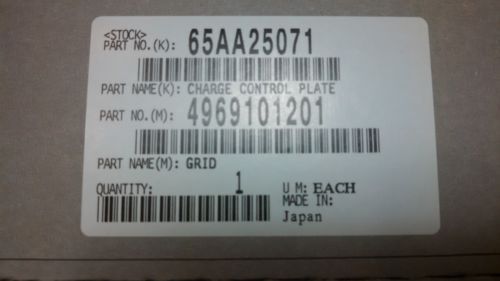 <STOCK>
PART NO.(K): 65AA25071
PART NAME(K): CHARGE CONTROL PLATE
PART NO.(M): 4969101201
PART NAME(M): GRID
QUANTITY: 1 U M: EACH
MADE IN:
Japan